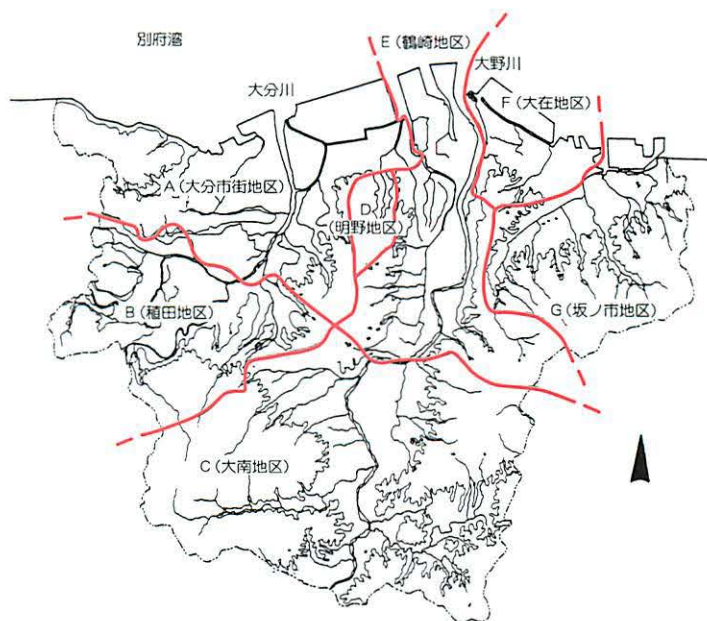 別府湾
E（鶴崎地区）
大野川
大分川
F（大在地区）
A（大分市街地区）
D
（明野地区）
B（稙田地区）
G（坂ノ市地区）
C（大南地区）